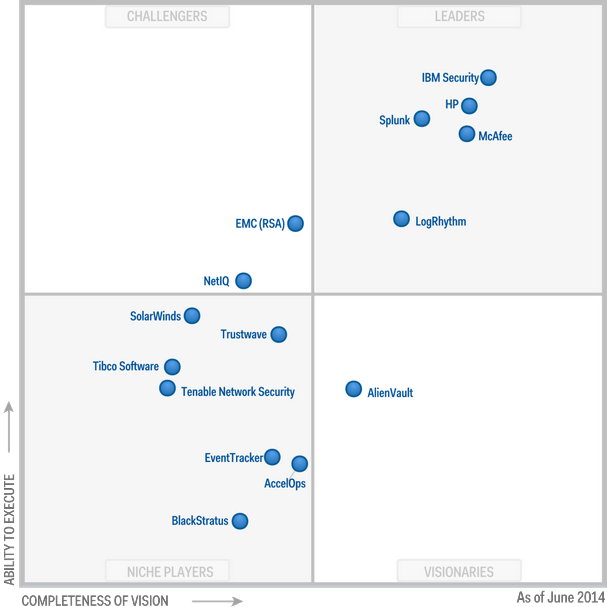 CHALLENGERS
LEADERS
IBM Security
HP
Splunk
McAfee
EMC (RSA)
LogRhythm
NetIQ
SolarWinds
Trustwave
Tibco Software
Tenable Network Security
AlienVault
EventTracker
AccelOps
BlackStratus
ABILITY TO EXECUTE
NICHE PLAYERS
VISIONARIES
COMPLETENESS OF VISION
As of June 2014